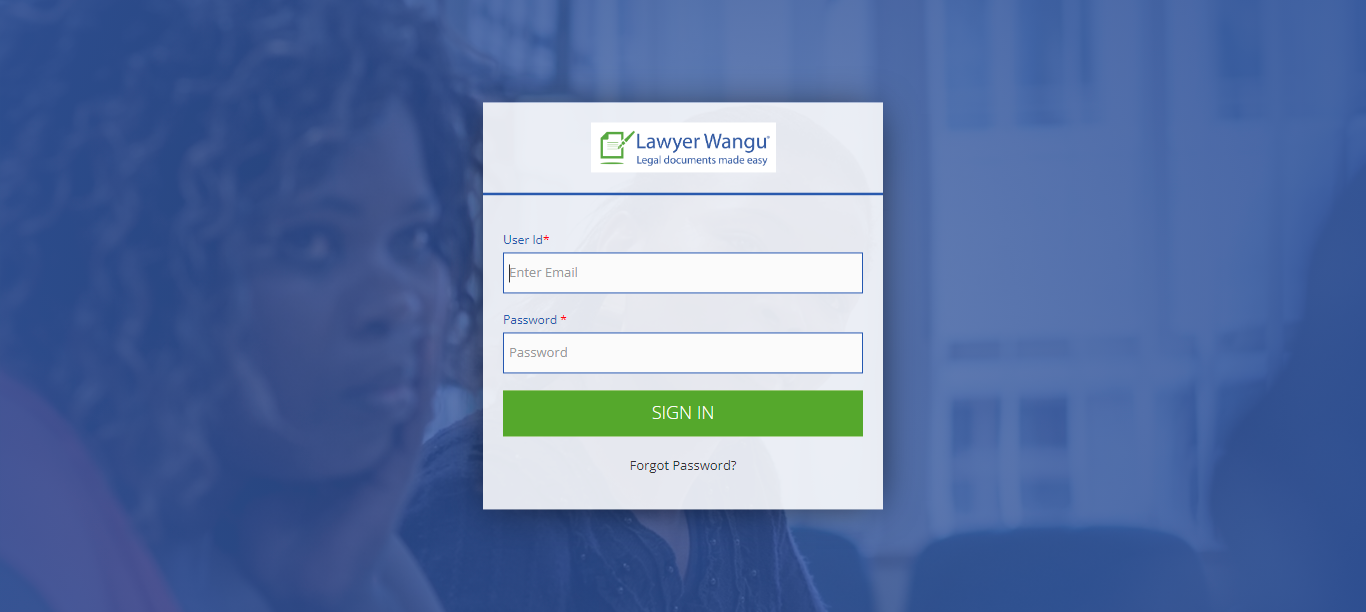 Lawyer Wangu®
Legal documents made easy
User Id*
Enter Email
Password *
Password
SIGN IN
Forgot Password?